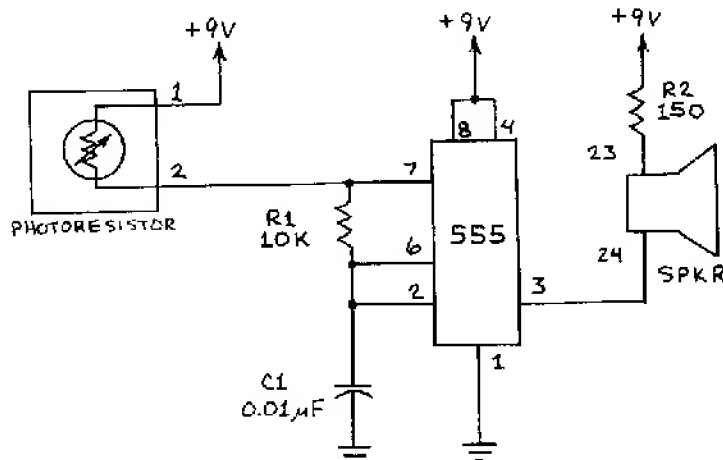 +9V
+9V
+9V
1
2
PHOTORESISTOR
R1
10K
7
6
2
8
4
555
3
1
R2
150
23
24
SPKR
C1
0.01µF